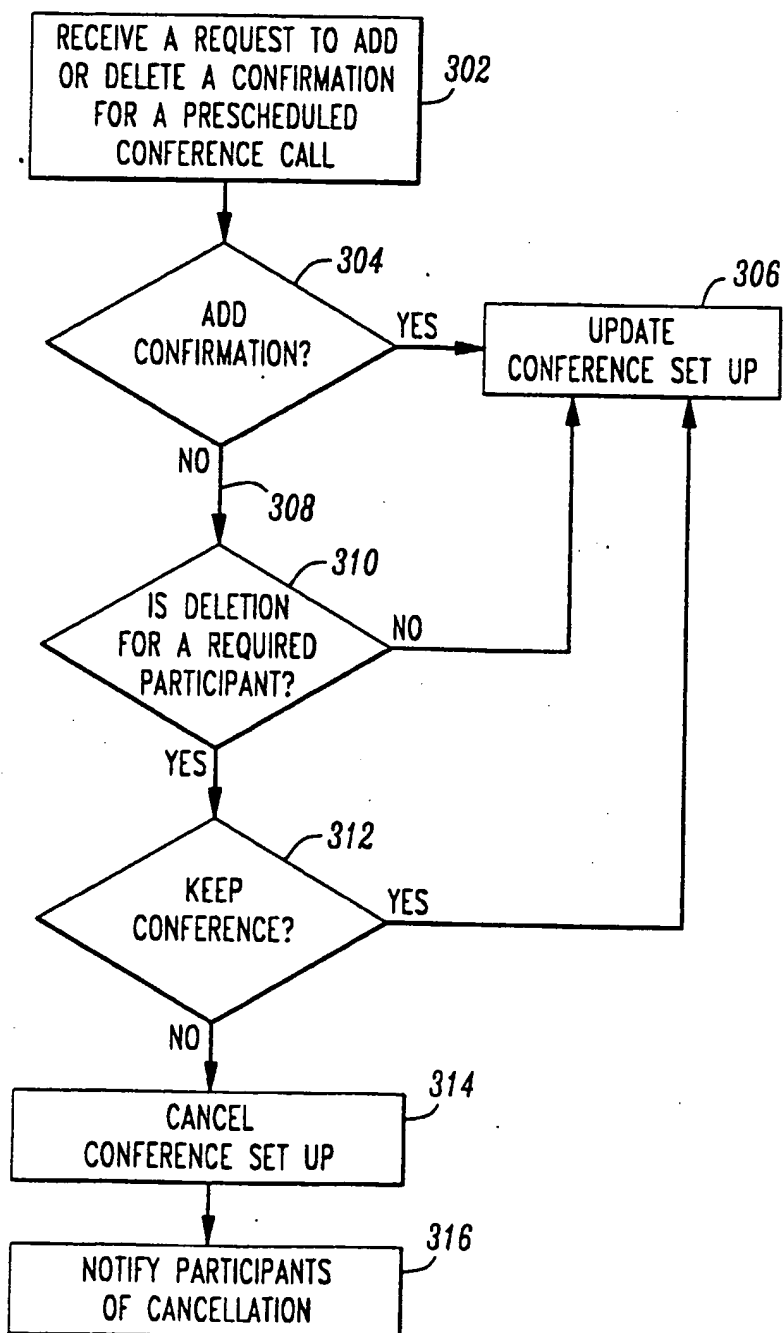 RECEIVE A REQUEST TO ADD
OR DELETE A CONFIRMATION
FOR A PRESCHEDULED
CONFERENCE CALL
302
304
ADD
CONFIRMATION?
YES
306
UPDATE
CONFERENCE SET UP
NO
308
310
IS DELETION
FOR A REQUIRED
PARTICIPANT?
NO
YES
312
KEEP
CONFERENCE?
YES
NO
314
CANCEL
CONFERENCE SET UP
316
NOTIFY PARTICIPANTS
OF CANCELLATION